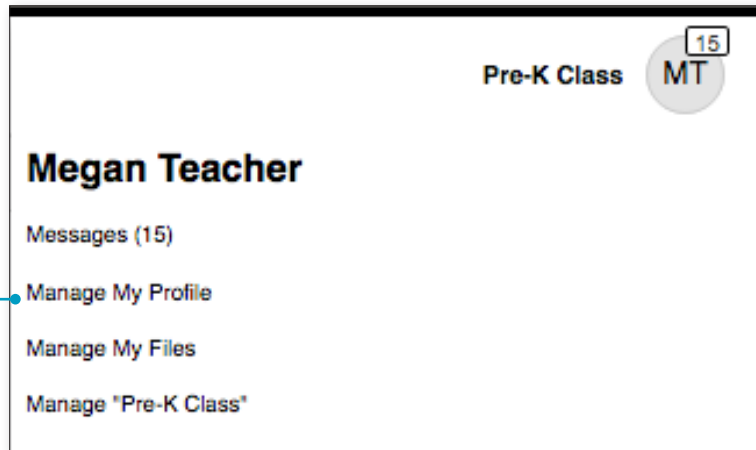 15
Pre-K Class MT
Megan Teacher
Messages (15)
Manage My Profile
Manage My Files
Manage "Pre-K Class"